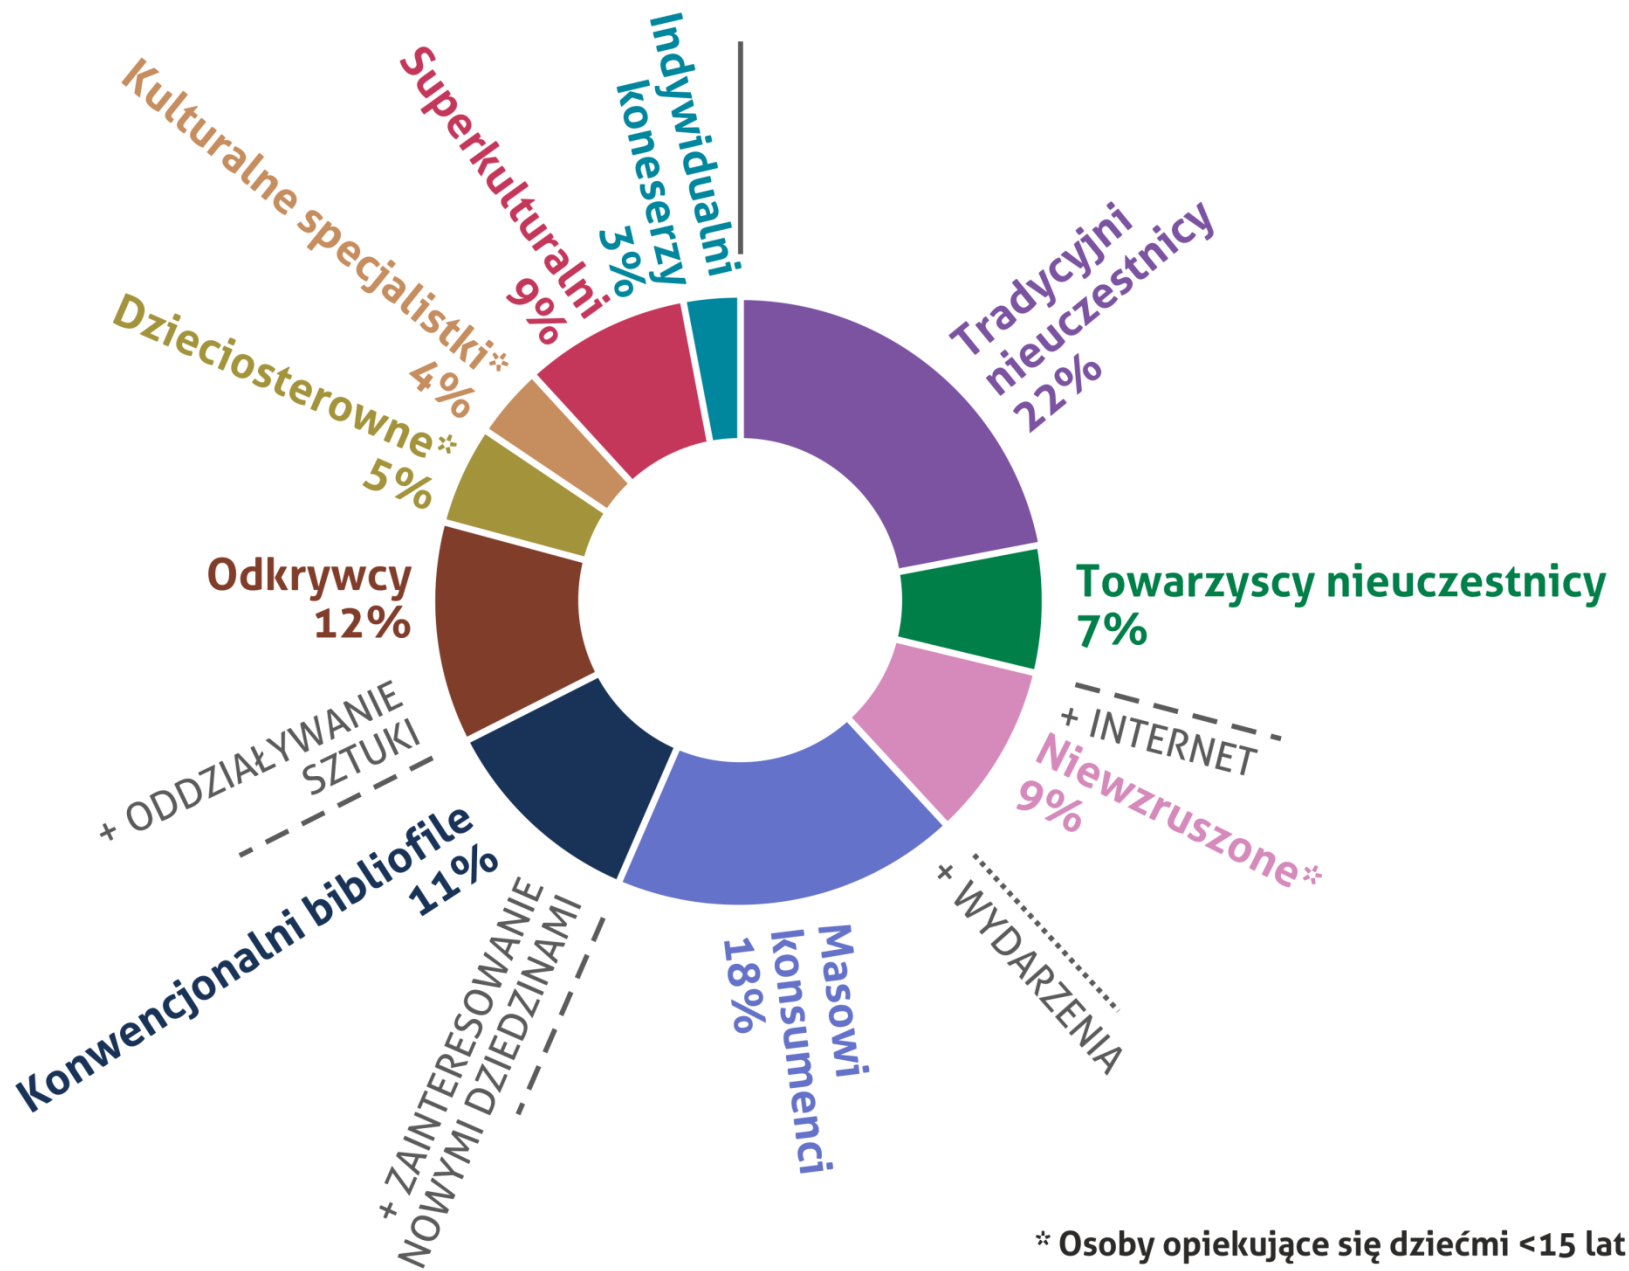 Tradycyjni
nieuczestnicy
22%
Towarzyscy nieuczestnicy
7%
+ INTERNET
Niewzruszone*
9%
+ WYDARZENIA
Masowi
konsumenci
18%
+ ZAINTERESOWANIE
NOWYMI DZIEDZINAMI
Konwencjonalni bibliofile
11%
+ ODDZIAŁYWANIE
SZTUKI
Odkrywcy
12%
Dzieciosterowne*
5%
Kulturalne specjalistki*
4%
Superkulturalni
9%
Indywidualni
koneserzy
3%
* Osoby opiekujące się dziećmi <15 lat